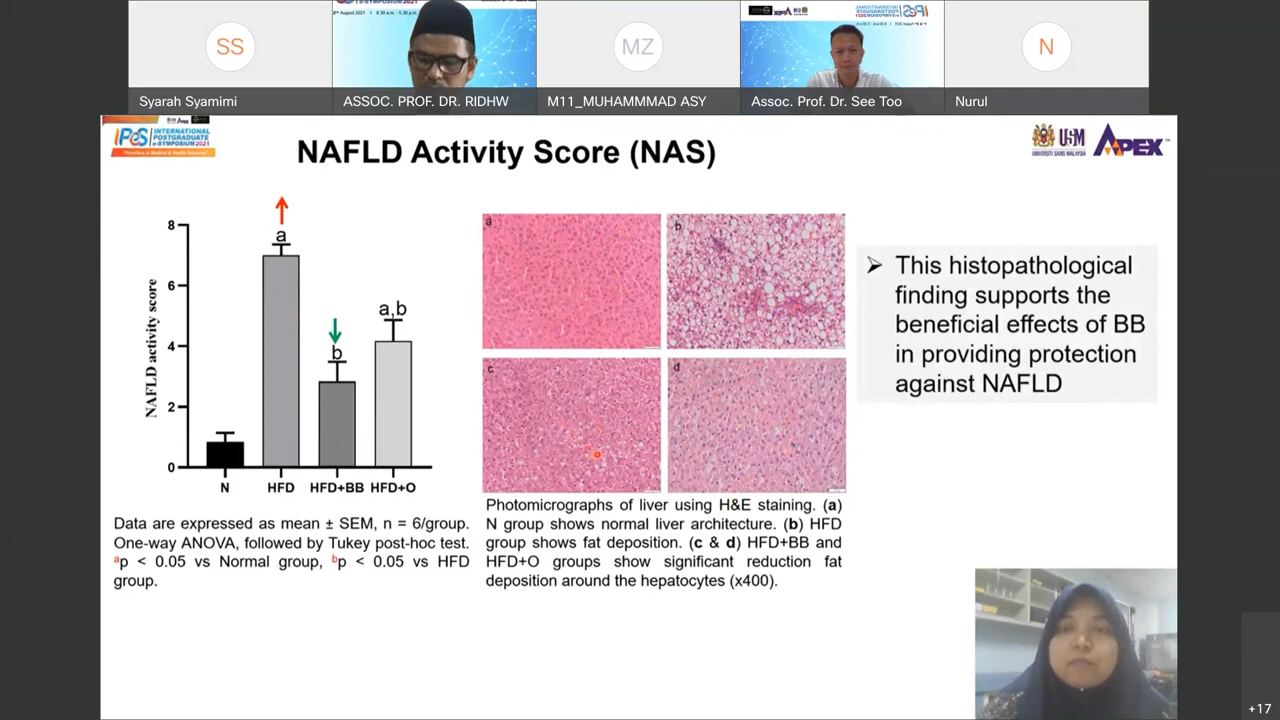 SS
MZ
N
Syarah Syamimi
ASSOC. PROF. DR. RIDHW
M11_MUHAMMMAD ASY
Assoc. Prof. Dr. See Too
Nurul
IPeS INTERNATIONAL
POSTGRADUATE
e-SYMPOSIUM 2021
USM
UNIVERSITI SAINS MALAYSIA
APEX™
NAFLD Activity Score (NAS)
NAFLD activity score
8
6
4
2
0
a
b
a,b
N
HFD
HFD+BB
HFD+O
Data are expressed as mean ± SEM, n = 6/group.
One-way ANOVA, followed by Tukey post-hoc test.
ᵃp < 0.05 vs Normal group, ᵇp < 0.05 vs HFD
group.
a
b
c
d
Photomicrographs of liver using H&E staining. (a)
N group shows normal liver architecture. (b) HFD
group shows fat deposition. (c & d) HFD+BB and
HFD+O groups show significant reduction fat
deposition around the hepatocytes (x400).
➢ This histopathological
finding supports the
beneficial effects of BB
in providing protection
against NAFLD
+17